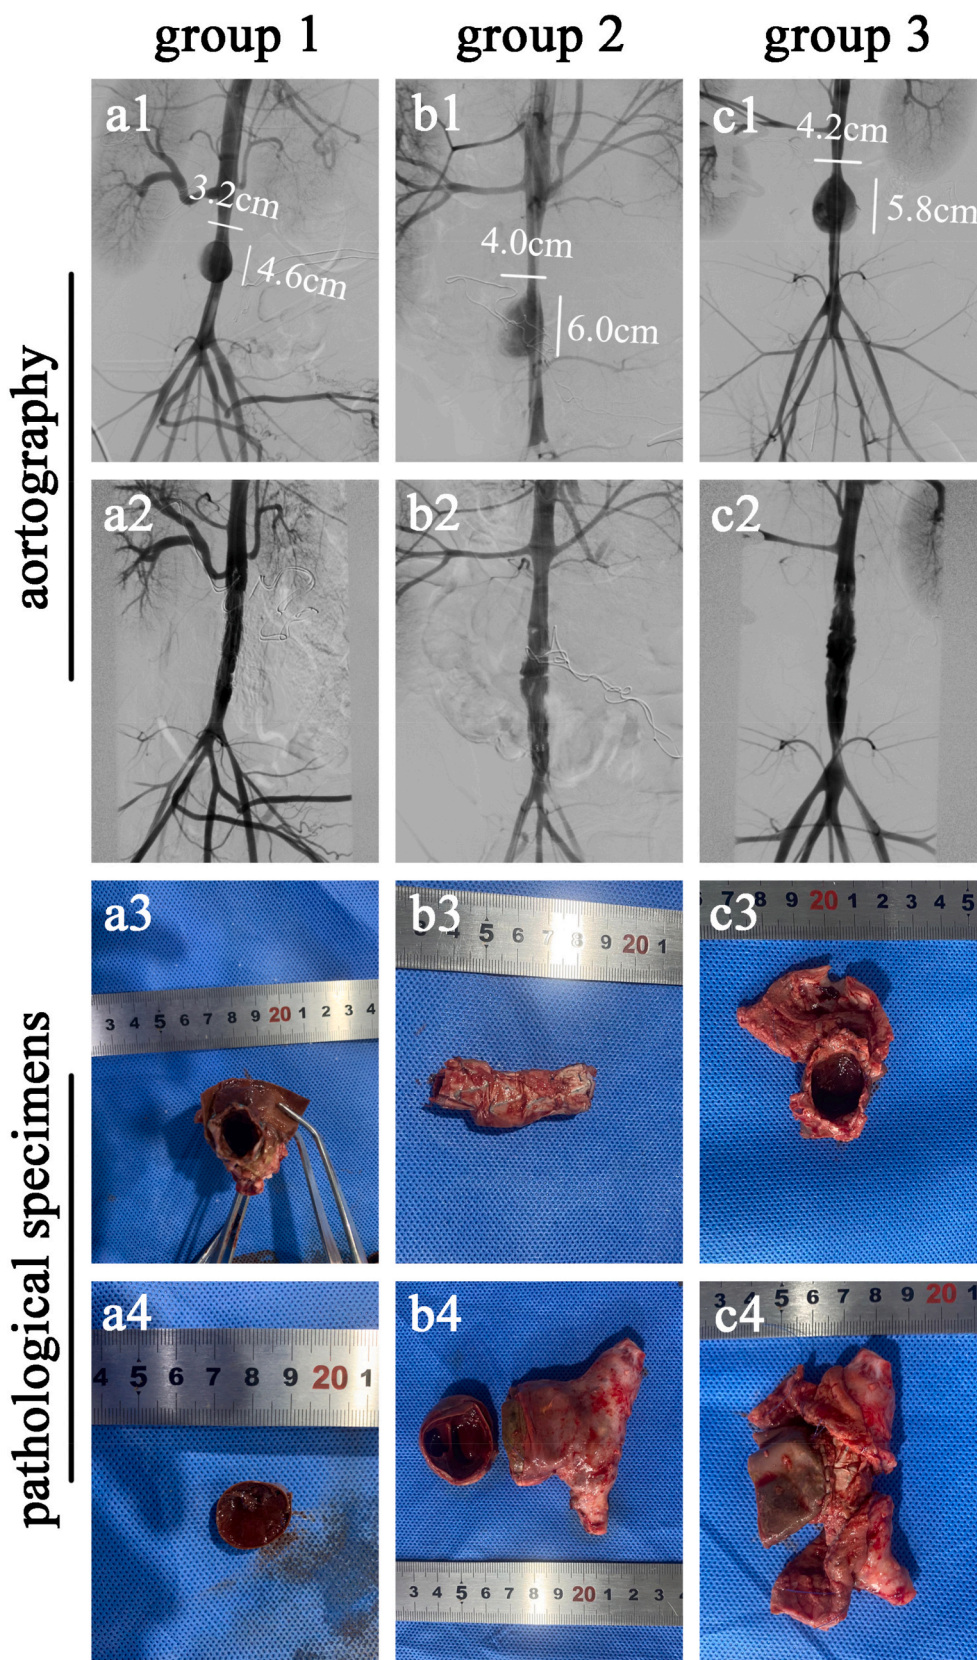 group 1 group 2 group 3
aortography
a1 b1 c1
3.2cm
4.6cm
4.0cm
6.0cm
4.2cm
5.8cm
a2 b2 c2
pathological specimens
a3 b3 c3
3 4 5 6 7 8 9 20 1 2 3 4
4 5 6 7 8 9 20 1
7 8 9 20 1 2 3 4 5
a4 b4 c4
4 5 6 7 8 9 20 1
3 4 5 6 7 8 9 20 1 2 3
3 4 5 6 7 8 9 20 1